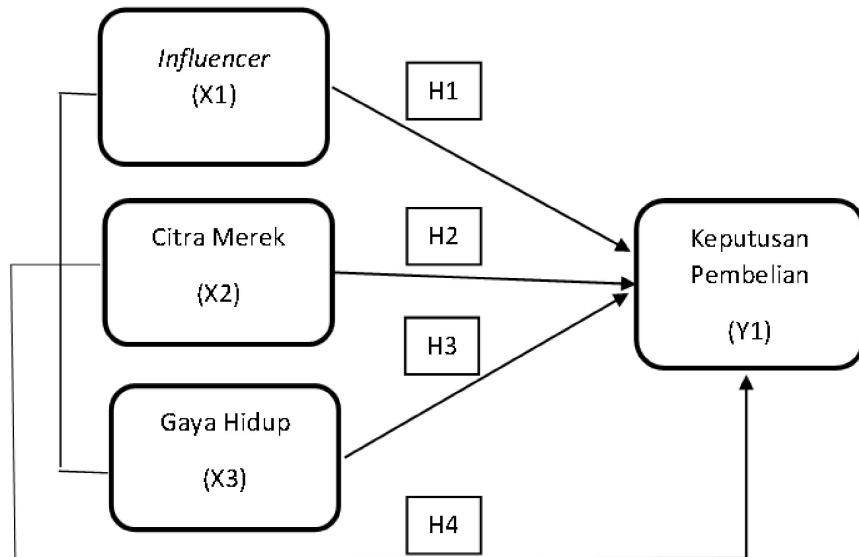 Influencer
(X1)
H1
Citra Merek
(X2)
H2
Keputusan
Pembelian
(Y1)
H3
Gaya Hidup
(X3)
H4